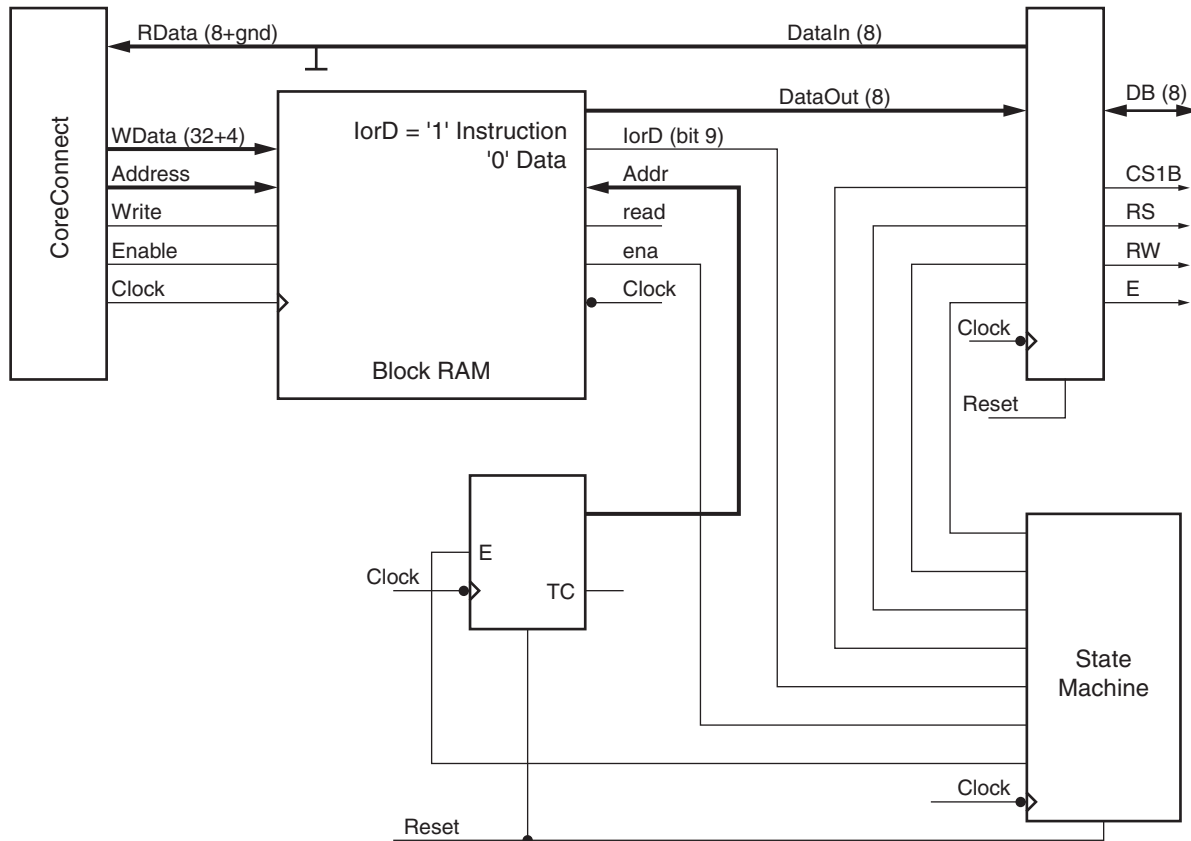 RData (8+gnd)
DataIn (8)
DataOut (8)
DB (8)
IorD = '1' Instruction
'0' Data
WData (32+4)
IorD (bit 9)
Address
Addr
CS1B
Write
read
RS
CoreConnect
Enable
ena
RW
Clock
Clock
E
Clock
Block RAM
Reset
E
Clock
TC
State
Machine
Clock
Reset